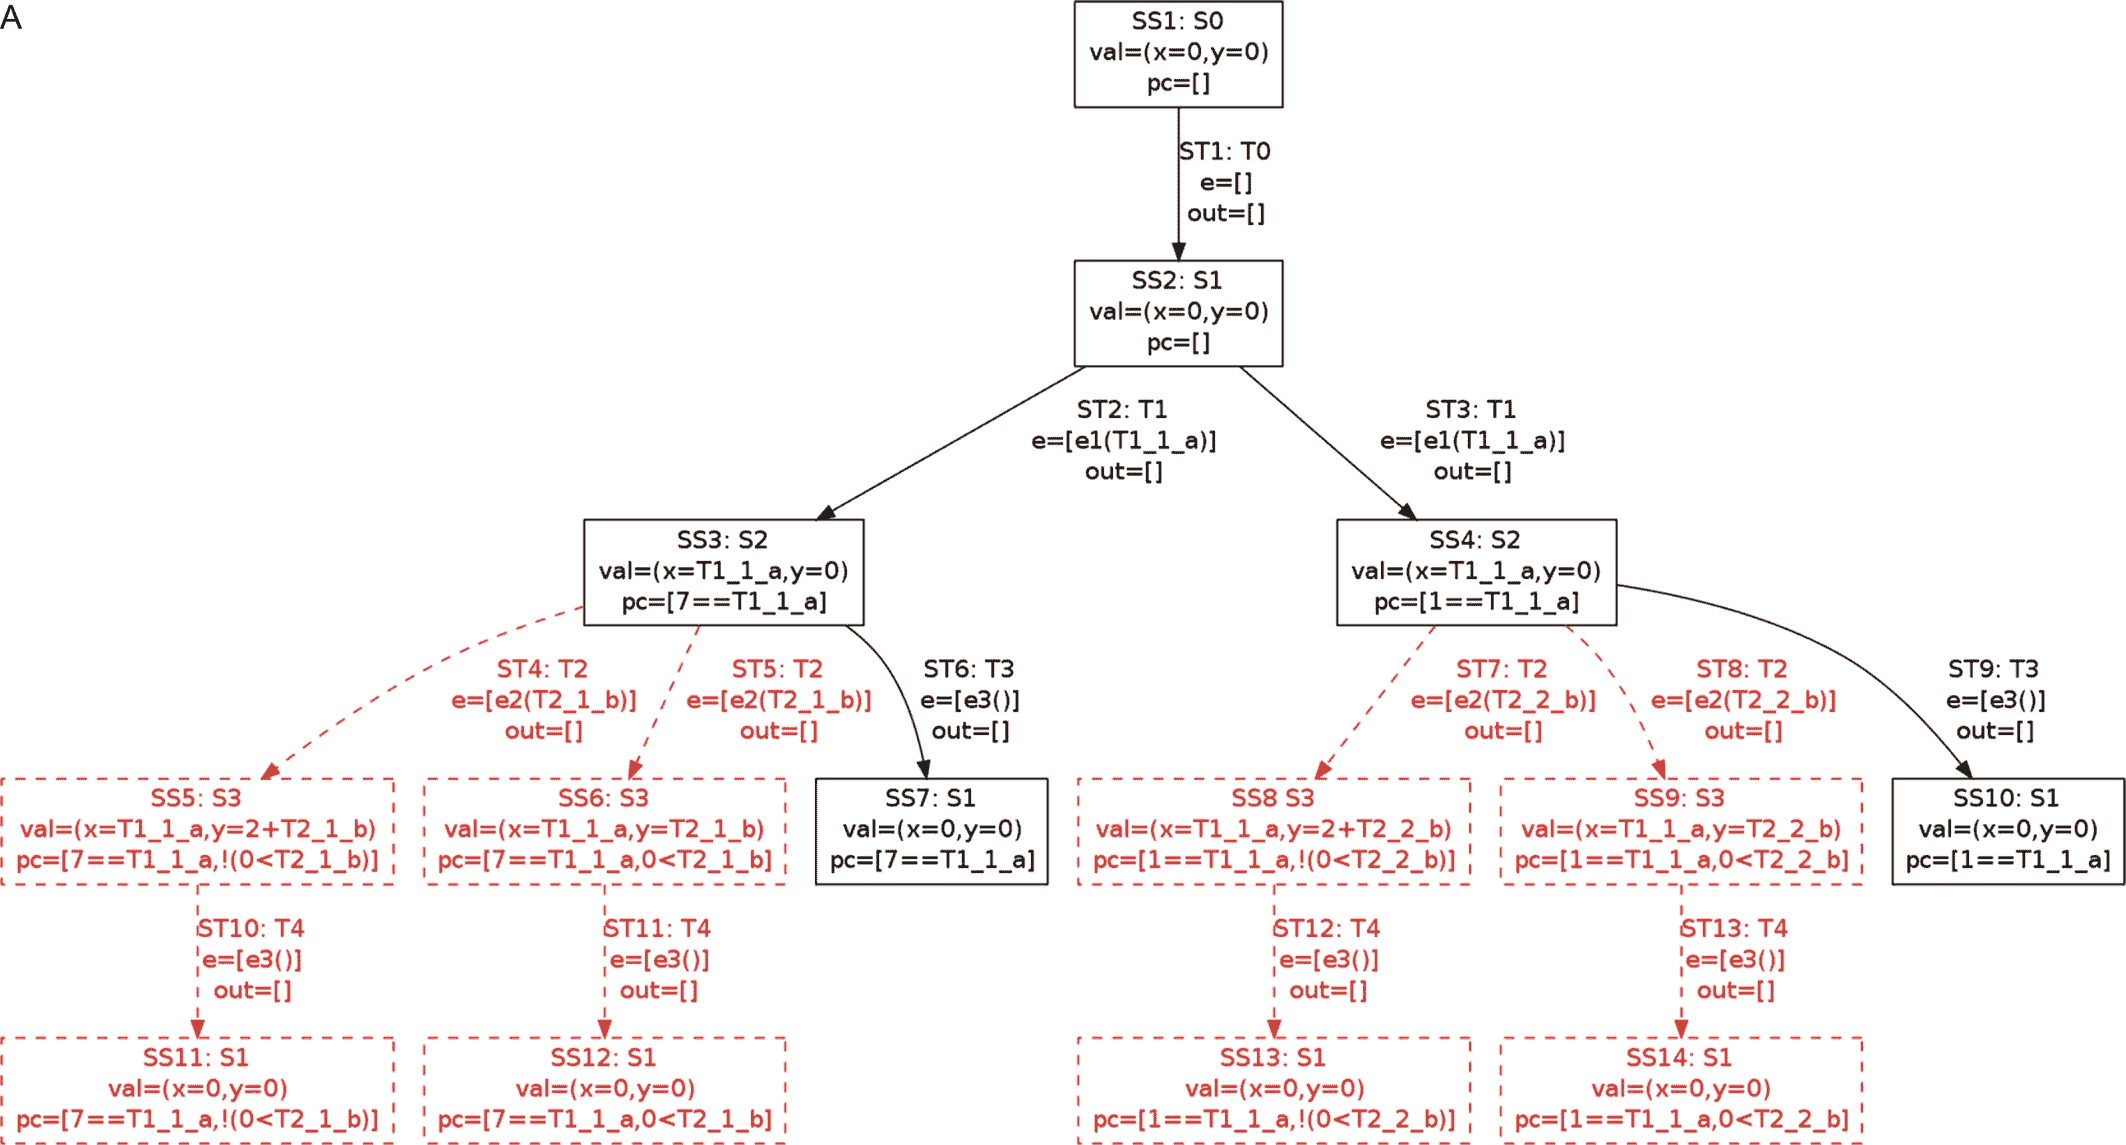 A
SS1: S0
val=(x=0,y=0)
pc=[]
ST1: T0
e=[]
out=[]
SS2: S1
val=(x=0,y=0)
pc=[]
ST2: T1
e=[e1(T1_1_a)]
out=[]
ST3: T1
e=[e1(T1_1_a)]
out=[]
SS3: S2
val=(x=T1_1_a,y=0)
pc=[7==T1_1_a]
SS4: S2
val=(x=T1_1_a,y=0)
pc=[1==T1_1_a]
ST4: T2
e=[e2(T2_1_b)]
out=[]
ST5: T2
e=[e2(T2_1_b)]
out=[]
ST6: T3
e=[e3()]
out=[]
ST7: T2
e=[e2(T2_2_b)]
out=[]
ST8: T2
e=[e2(T2_2_b)]
out=[]
ST9: T3
e=[e3()]
out=[]
SS5: S3
val=(x=T1_1_a,y=2+T2_1_b)
pc=[7==T1_1_a,!(0<T2_1_b)]
SS6: S3
val=(x=T1_1_a,y=T2_1_b)
pc=[7==T1_1_a,0<T2_1_b]
SS7: S1
val=(x=0,y=0)
pc=[7==T1_1_a]
SS8 S3
val=(x=T1_1_a,y=2+T2_2_b)
pc=[1==T1_1_a,!(0<T2_2_b)]
SS9: S3
val=(x=T1_1_a,y=T2_2_b)
pc=[1==T1_1_a,0<T2_2_b]
SS10: S1
val=(x=0,y=0)
pc=[1==T1_1_a]
ST10: T4
e=[e3()]
out=[]
ST11: T4
e=[e3()]
out=[]
ST12: T4
e=[e3()]
out=[]
ST13: T4
e=[e3()]
out=[]
SS11: S1
val=(x=0,y=0)
pc=[7==T1_1_a,!(0<T2_1_b)]
SS12: S1
val=(x=0,y=0)
pc=[7==T1_1_a,0<T2_1_b]
SS13: S1
val=(x=0,y=0)
pc=[1==T1_1_a,!(0<T2_2_b)]
SS14: S1
val=(x=0,y=0)
pc=[1==T1_1_a,0<T2_2_b]